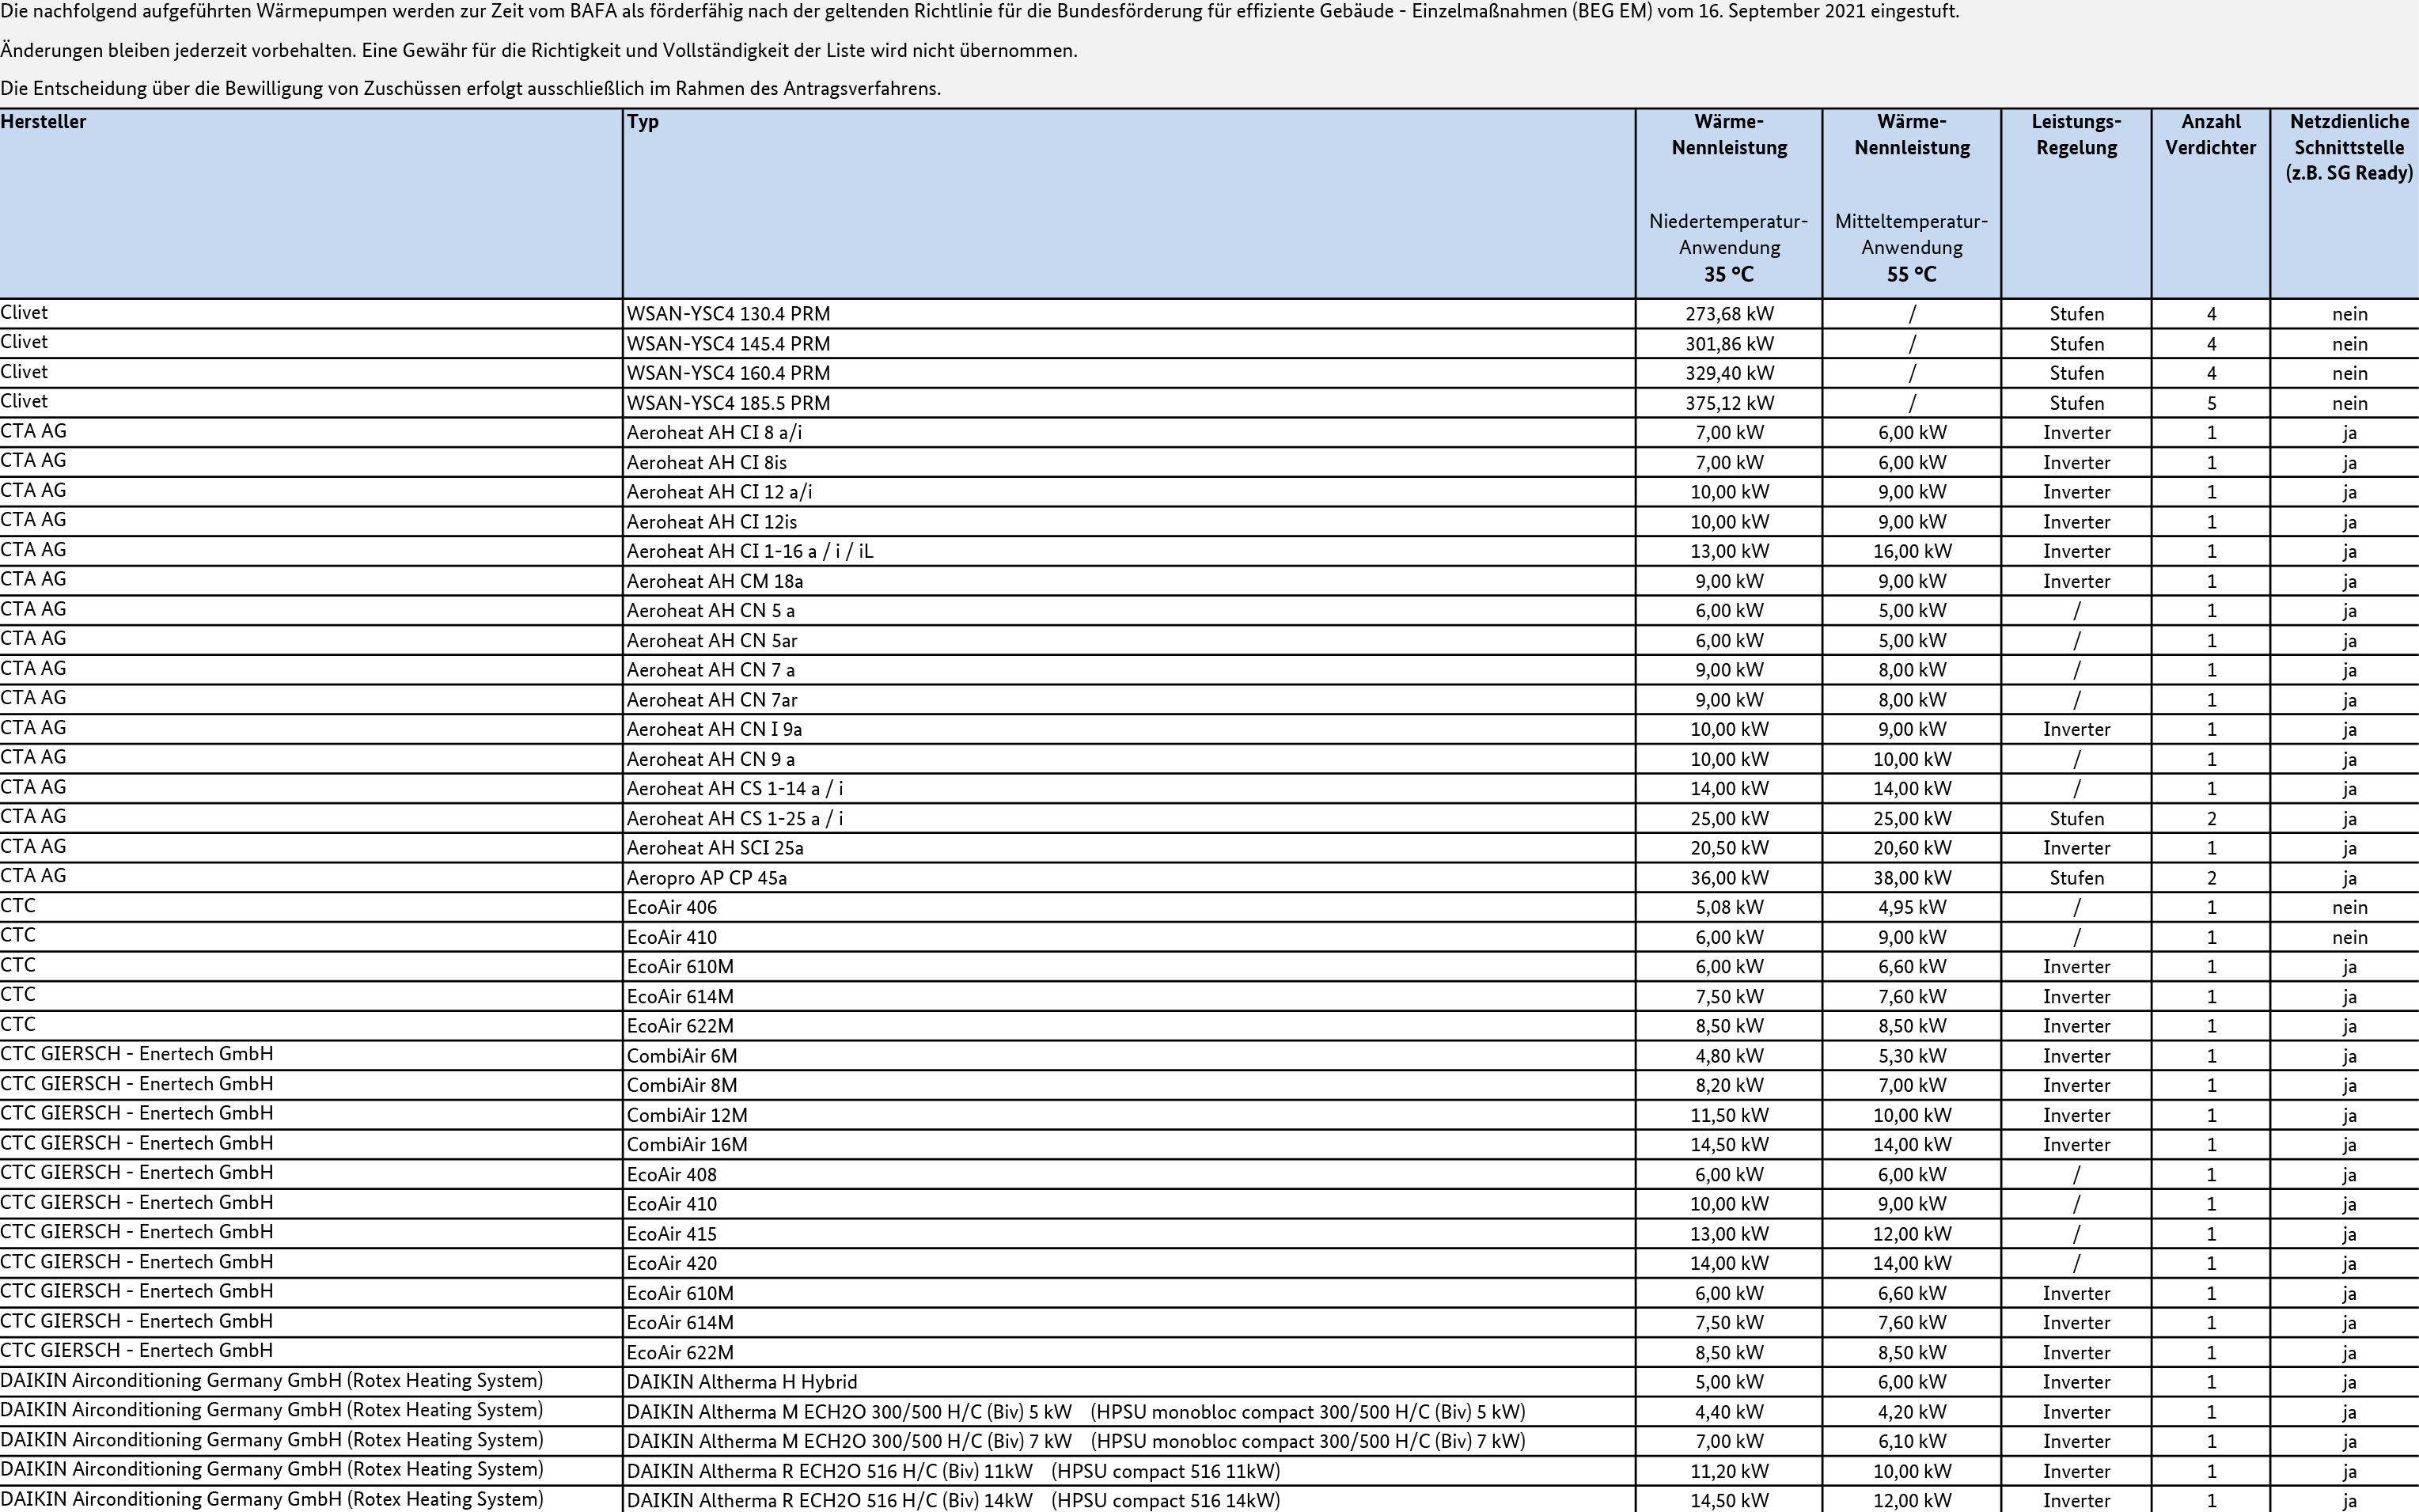 Die nachfolgend aufgeführten Wärmepumpen werden zur Zeit vom BAFA als förderfähig nach der geltenden Richtlinie für die Bundesförderung für effiziente Gebäude - Einzelmaßnahmen (BEG EM) vom 16. September 2021 eingestuft.
Änderungen bleiben jederzeit vorbehalten. Eine Gewähr für die Richtigkeit und Vollständigkeit der Liste wird nicht übernommen.
Die Entscheidung über die Bewilligung von Zuschüssen erfolgt ausschließlich im Rahmen des Antragsverfahrens.
Hersteller Typ Wärme- Wärme- Leistungs- Anzahl Netzdienliche
Nennleistung Nennleistung Regelung Verdichter Schnittstelle
(z.B. SG Ready)
Niedertemperatur- Mitteltemperatur-
Anwendung Anwendung
35 °C 55 °C
Clivet WSAN-YSC4 130.4 PRM 273,68 kW / Stufen 4 nein
Clivet WSAN-YSC4 145.4 PRM 301,86 kW / Stufen 4 nein
Clivet WSAN-YSC4 160.4 PRM 329,40 kW / Stufen 4 nein
Clivet WSAN-YSC4 185.5 PRM 375,12 kW / Stufen 5 nein
CTA AG Aeroheat AH CI 8 a/i 7,00 kW 6,00 kW Inverter 1 ja
CTA AG Aeroheat AH CI 8is 7,00 kW 6,00 kW Inverter 1 ja
CTA AG Aeroheat AH CI 12 a/i 10,00 kW 9,00 kW Inverter 1 ja
CTA AG Aeroheat AH CI 12is 10,00 kW 9,00 kW Inverter 1 ja
CTA AG Aeroheat AH CI 1-16 a / i / iL 13,00 kW 16,00 kW Inverter 1 ja
CTA AG Aeroheat AH CM 18a 9,00 kW 9,00 kW Inverter 1 ja
CTA AG Aeroheat AH CN 5 a 6,00 kW 5,00 kW / 1 ja
CTA AG Aeroheat AH CN 5ar 6,00 kW 5,00 kW / 1 ja
CTA AG Aeroheat AH CN 7 a 9,00 kW 8,00 kW / 1 ja
CTA AG Aeroheat AH CN 7ar 9,00 kW 8,00 kW / 1 ja
CTA AG Aeroheat AH CN I 9a 10,00 kW 9,00 kW Inverter 1 ja
CTA AG Aeroheat AH CN 9 a 10,00 kW 10,00 kW / 1 ja
CTA AG Aeroheat AH CS 1-14 a / i 14,00 kW 14,00 kW / 1 ja
CTA AG Aeroheat AH CS 1-25 a / i 25,00 kW 25,00 kW Stufen 2 ja
CTA AG Aeroheat AH SCI 25a 20,50 kW 20,60 kW Inverter 1 ja
CTA AG Aeropro AP CP 45a 36,00 kW 38,00 kW Stufen 2 ja
CTC EcoAir 406 5,08 kW 4,95 kW / 1 nein
CTC EcoAir 410 6,00 kW 9,00 kW / 1 nein
CTC EcoAir 610M 6,00 kW 6,60 kW Inverter 1 ja
CTC EcoAir 614M 7,50 kW 7,60 kW Inverter 1 ja
CTC EcoAir 622M 8,50 kW 8,50 kW Inverter 1 ja
CTC GIERSCH - Enertech GmbH CombiAir 6M 4,80 kW 5,30 kW Inverter 1 ja
CTC GIERSCH - Enertech GmbH CombiAir 8M 8,20 kW 7,00 kW Inverter 1 ja
CTC GIERSCH - Enertech GmbH CombiAir 12M 11,50 kW 10,00 kW Inverter 1 ja
CTC GIERSCH - Enertech GmbH CombiAir 16M 14,50 kW 14,00 kW Inverter 1 ja
CTC GIERSCH - Enertech GmbH EcoAir 408 6,00 kW 6,00 kW / 1 ja
CTC GIERSCH - Enertech GmbH EcoAir 410 10,00 kW 9,00 kW / 1 ja
CTC GIERSCH - Enertech GmbH EcoAir 415 13,00 kW 12,00 kW / 1 ja
CTC GIERSCH - Enertech GmbH EcoAir 420 14,00 kW 14,00 kW / 1 ja
CTC GIERSCH - Enertech GmbH EcoAir 610M 6,00 kW 6,60 kW Inverter 1 ja
CTC GIERSCH - Enertech GmbH EcoAir 614M 7,50 kW 7,60 kW Inverter 1 ja
CTC GIERSCH - Enertech GmbH EcoAir 622M 8,50 kW 8,50 kW Inverter 1 ja
DAIKIN Airconditioning Germany GmbH (Rotex Heating System) DAIKIN Altherma H Hybrid 5,00 kW 6,00 kW Inverter 1 ja
DAIKIN Airconditioning Germany GmbH (Rotex Heating System) DAIKIN Altherma M ECH2O 300/500 H/C (Biv) 5 kW (HPSU monobloc compact 300/500 H/C (Biv) 5 kW) 4,40 kW 4,20 kW Inverter 1 ja
DAIKIN Airconditioning Germany GmbH (Rotex Heating System) DAIKIN Altherma M ECH2O 300/500 H/C (Biv) 7 kW (HPSU monobloc compact 300/500 H/C (Biv) 7 kW) 7,00 kW 6,10 kW Inverter 1 ja
DAIKIN Airconditioning Germany GmbH (Rotex Heating System) DAIKIN Altherma R ECH2O 516 H/C (Biv) 11kW (HPSU compact 516 11kW) 11,20 kW 10,00 kW Inverter 1 ja
DAIKIN Airconditioning Germany GmbH (Rotex Heating System) DAIKIN Altherma R ECH2O 516 H/C (Biv) 14kW (HPSU compact 516 14kW) 14,50 kW 12,00 kW Inverter 1 ja